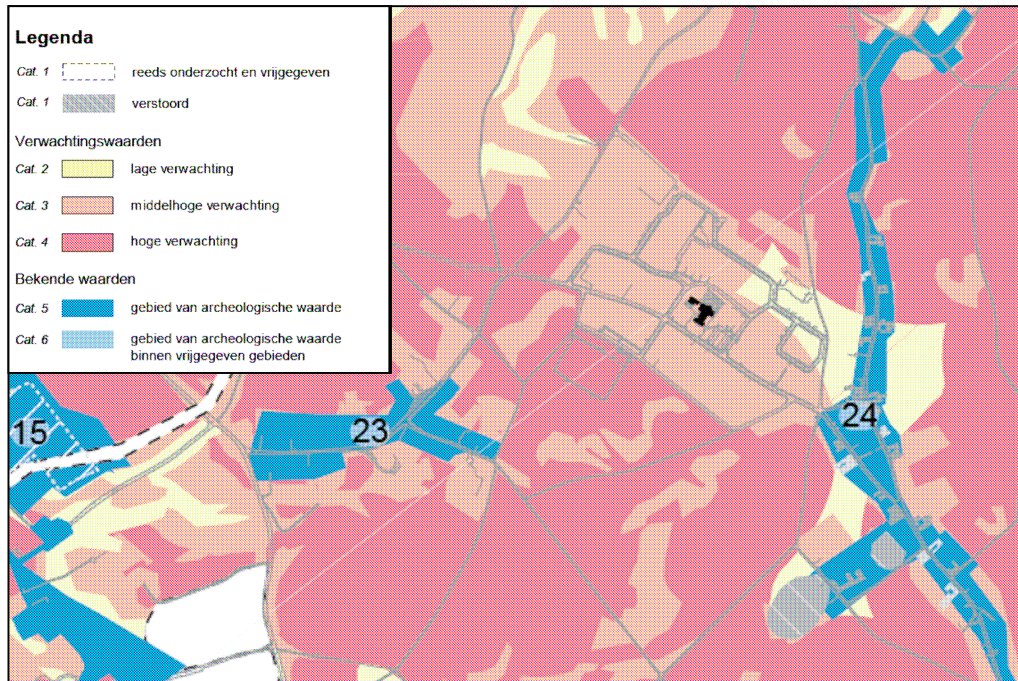 Legenda
Cat. 1 reeds onderzocht en vrijgegeven
Cat. 1 verstoord
Verwachtingswaarden
Cat. 2 lage verwachting
Cat. 3 middelhoge verwachting
Cat. 4 hoge verwachting
Bekende waarden
Cat. 5 gebied van archeologische waarde
Cat. 6 gebied van archeologische waarde
binnen vrijgegeven gebieden
15
23
24